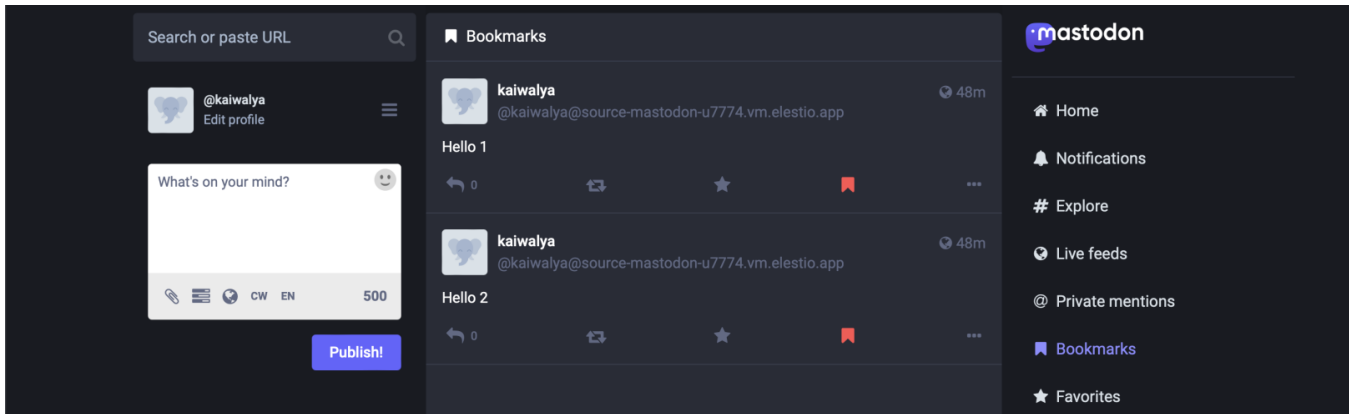 Search or paste URL
@kaiwalya
Edit profile
What's on your mind?
CW EN 500
Publish!
Bookmarks
kaiwalya 48m
@kaiwalya@source-mastodon-u7774.vm.elestio.app
Hello 1
0
kaiwalya 48m
@kaiwalya@source-mastodon-u7774.vm.elestio.app
Hello 2
0
mastodon
Home
Notifications
# Explore
Live feeds
@ Private mentions
Bookmarks
Favorites